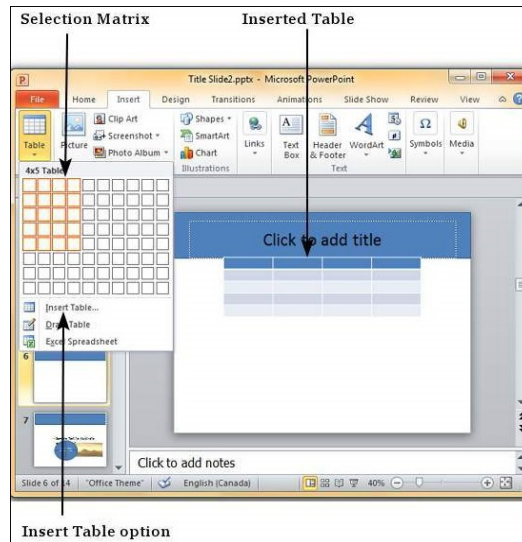 Selection Matrix
Inserted Table
Title Slide2.pptx - Microsoft PowerPoint
File Home Insert Design Transitions Animations Slide Show Review View
Table
Picture
Clip Art
Screenshot
Photo Album
Shapes
SmartArt
Chart
Illustrations
Links
Text Box
Header & Footer
WordArt
Text
Symbols
Media
4x5 Table
Click to add title
Insert Table...
Draw Table
Excel Spreadsheet
6
7
Click to add notes
Slide 6 of 14 "Office Theme" English (Canada) 40%
Insert Table option